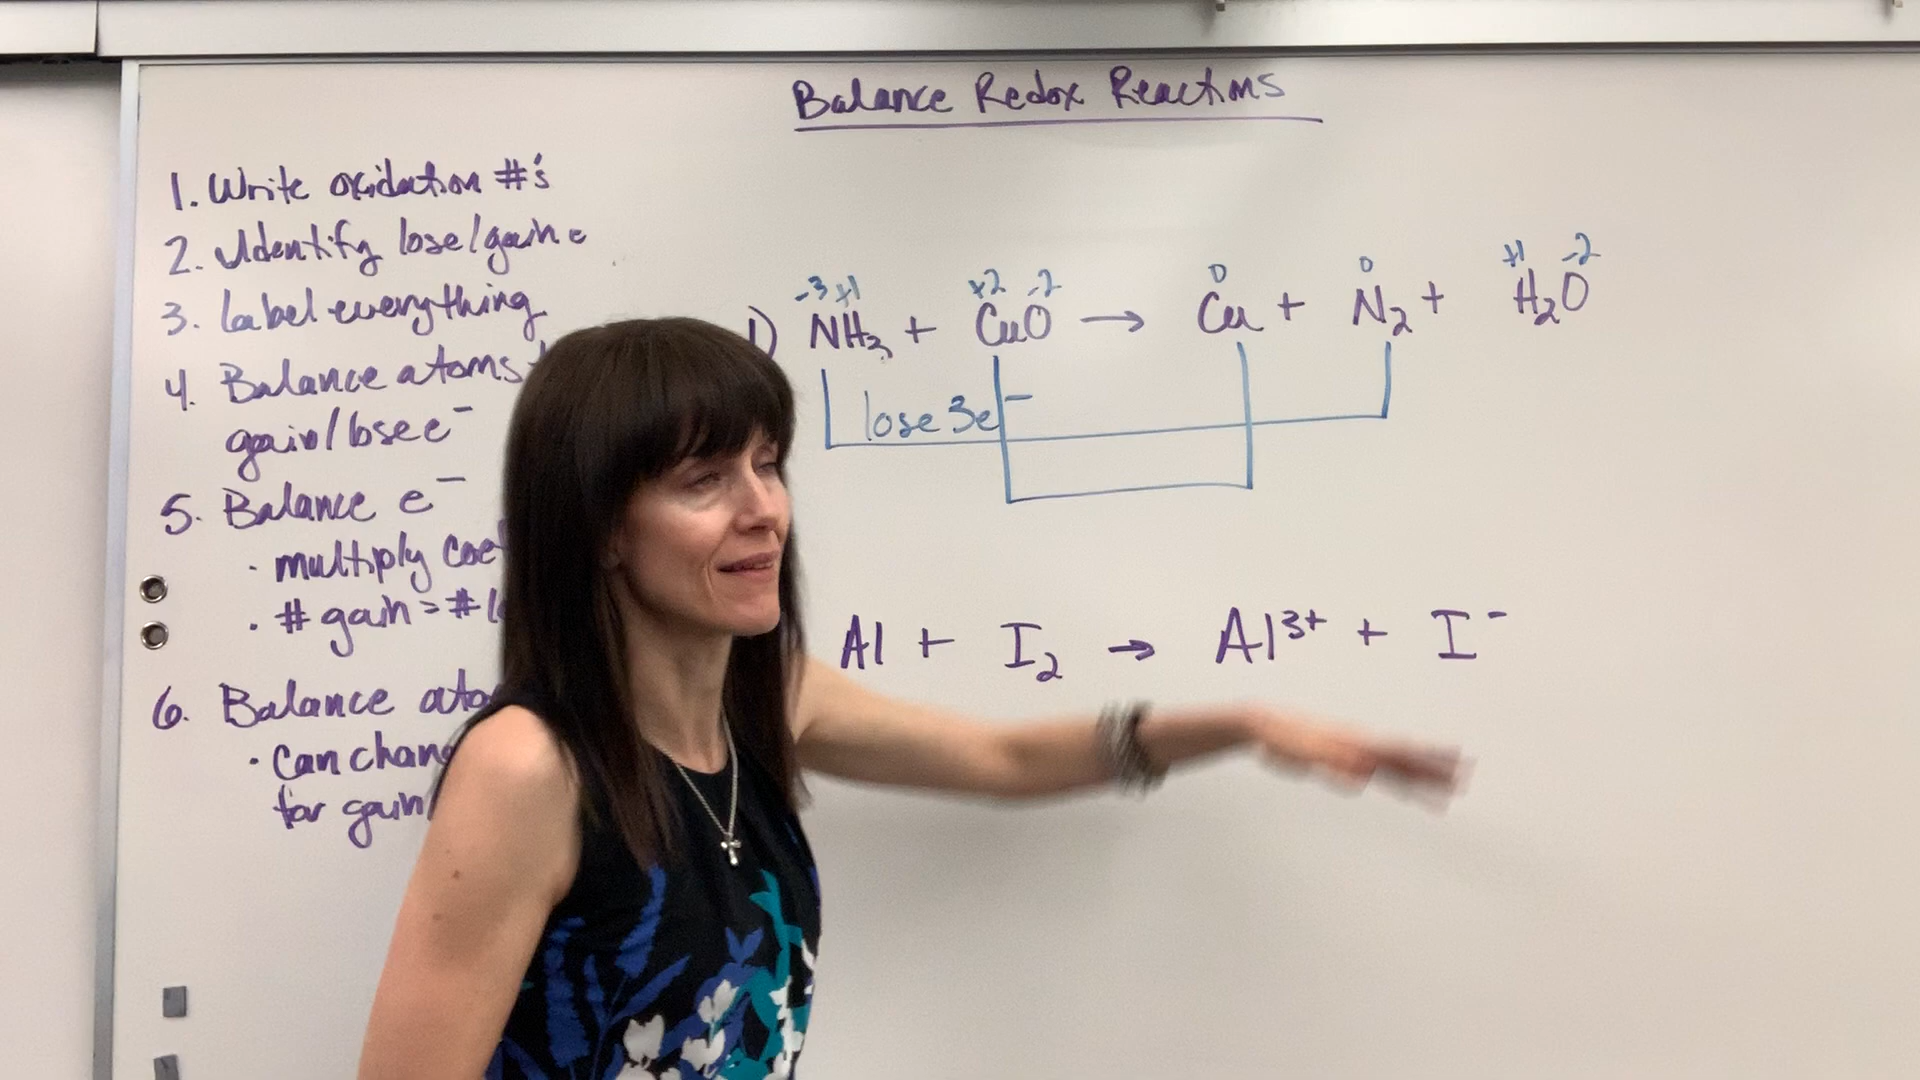 Balance Redox Reactions
1. Write oxidation #'s
2. Identify lose/gain e
3. Label everything
4. Balance atoms
gain/lose e⁻
5. Balance e⁻
· multiply coef
· # gain = # l
6. Balance ato
· Can chang
for gain/
-3 +1 +2 -2 0 0 +1 -2
1) NH3 + CuO → Cu + N2 + H2O
lose 3e⁻
Al + I2 → Al³⁺ + I⁻